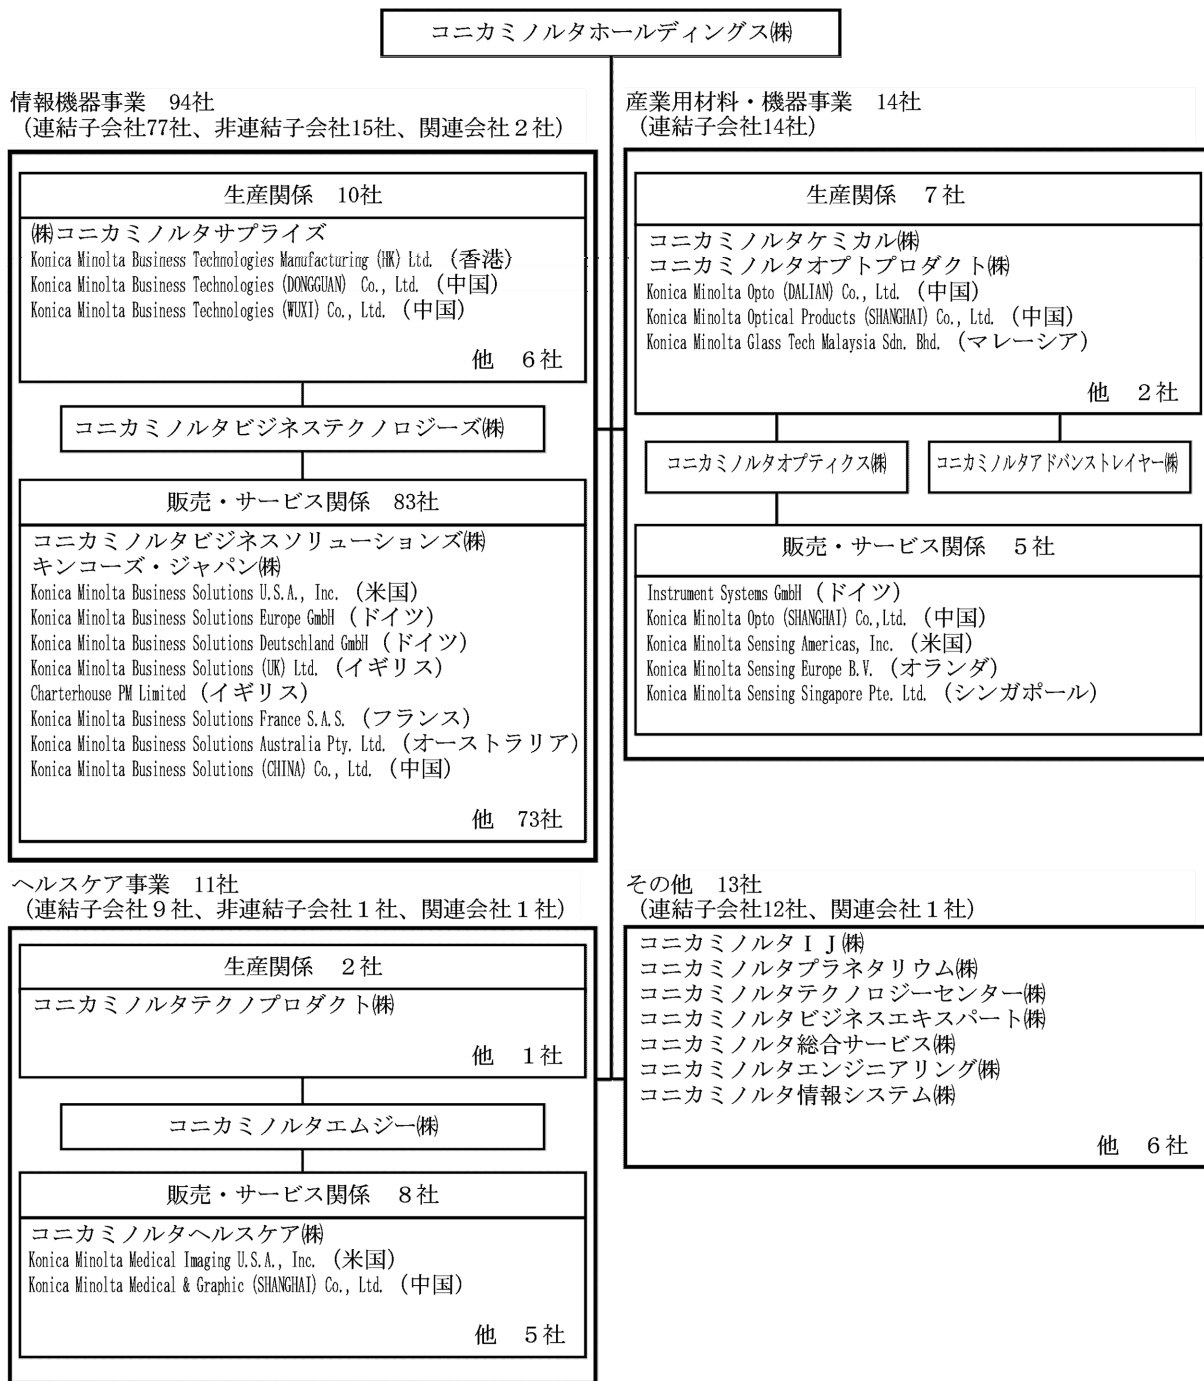 コニカミノルタホールディングス㈱
情報機器事業　94社
（連結子会社77社、非連結子会社15社、関連会社２社）
生産関係　10社
㈱コニカミノルタサプライズ
Konica Minolta Business Technologies Manufacturing (HK) Ltd.（香港）
Konica Minolta Business Technologies (DONGGUAN) Co., Ltd.（中国）
Konica Minolta Business Technologies (WUXI) Co., Ltd.（中国）
他　６社
コニカミノルタビジネステクノロジーズ㈱
販売・サービス関係　83社
コニカミノルタビジネスソリューションズ㈱
キンコーズ・ジャパン㈱
Konica Minolta Business Solutions U.S.A., Inc.（米国）
Konica Minolta Business Solutions Europe GmbH（ドイツ）
Konica Minolta Business Solutions Deutschland GmbH（ドイツ）
Konica Minolta Business Solutions (UK) Ltd.（イギリス）
Charterhouse PM Limited（イギリス）
Konica Minolta Business Solutions France S.A.S.（フランス）
Konica Minolta Business Solutions Australia Pty. Ltd.（オーストラリア）
Konica Minolta Business Solutions (CHINA) Co., Ltd.（中国）
他　73社
産業用材料・機器事業　14社
（連結子会社14社）
生産関係　７社
コニカミノルタケミカル㈱
コニカミノルタオプトプロダクト㈱
Konica Minolta Opto (DALIAN) Co., Ltd.（中国）
Konica Minolta Optical Products (SHANGHAI) Co., Ltd.（中国）
Konica Minolta Glass Tech Malaysia Sdn. Bhd.（マレーシア）
他　２社
コニカミノルタオプティクス㈱
コニカミノルタアドバンストレイヤー㈱
販売・サービス関係　５社
Instrument Systems GmbH（ドイツ）
Konica Minolta Opto (SHANGHAI) Co.,Ltd.（中国）
Konica Minolta Sensing Americas, Inc.（米国）
Konica Minolta Sensing Europe B.V.（オランダ）
Konica Minolta Sensing Singapore Pte. Ltd.（シンガポール）
ヘルスケア事業　11社
（連結子会社９社、非連結子会社１社、関連会社１社）
生産関係　２社
コニカミノルタテクノプロダクト㈱
他　１社
コニカミノルタエムジー㈱
販売・サービス関係　８社
コニカミノルタヘルスケア㈱
Konica Minolta Medical Imaging U.S.A., Inc.（米国）
Konica Minolta Medical & Graphic (SHANGHAI) Co., Ltd.（中国）
他　５社
その他　13社
（連結子会社12社、関連会社１社）
コニカミノルタＩＪ㈱
コニカミノルタプラネタリウム㈱
コニカミノルタテクノロジーセンター㈱
コニカミノルタビジネスエキスパート㈱
コニカミノルタ総合サービス㈱
コニカミノルタエンジニアリング㈱
コニカミノルタ情報システム㈱
他　６社